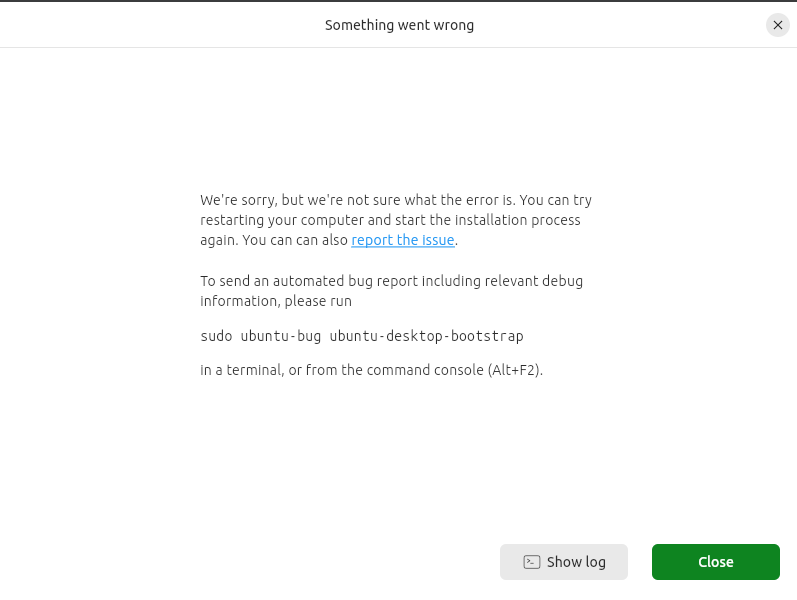 Something went wrong
We're sorry, but we're not sure what the error is. You can try
restarting your computer and start the installation process
again. You can can also report the issue.
To send an automated bug report including relevant debug
information, please run
sudo ubuntu-bug ubuntu-desktop-bootstrap
in a terminal, or from the command console (Alt+F2).
Show log
Close